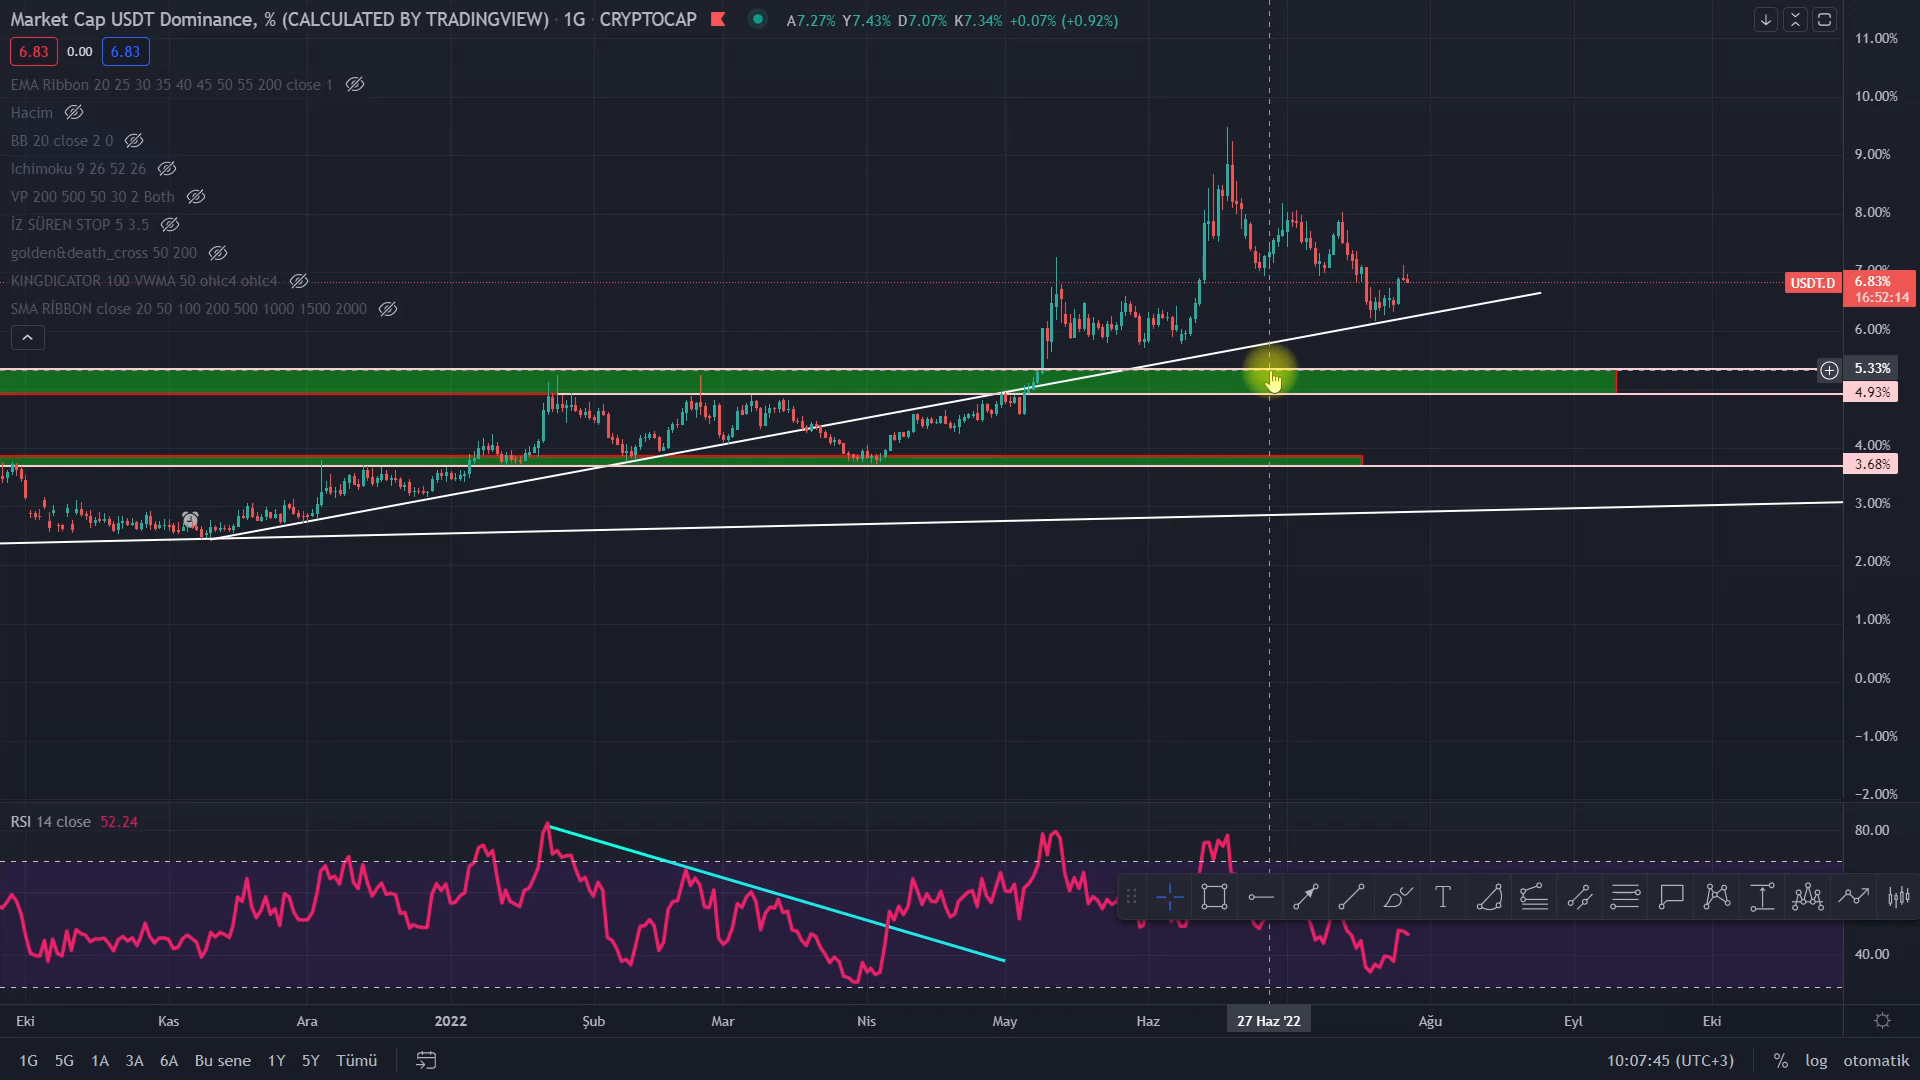 Market Cap USDT Dominance, % (CALCULATED BY TRADINGVIEW) · 1G · CRYPTOCAP A7.27% Y7.43% D7.07% K7.34% +0.07% (+0.92%)
6.83 0.00 6.83
EMA Ribbon 20 25 30 35 40 45 50 55 200 close 1
Hacim
BB 20 close 2 0
Ichimoku 9 26 52 26
VP 200 500 50 30 2 Both
İZ SÜREN STOP 5 3.5
golden&death_cross 50 200
KINGDICATOR 100 VWMA 50 ohlc4 ohlc4
SMA RİBBON close 20 50 100 200 500 1000 1500 2000
11.00%
10.00%
9.00%
8.00%
7.00%
USDT.D 6.83%
16:52:14
6.00%
5.33%
4.93%
4.00%
3.68%
3.00%
2.00%
1.00%
0.00%
−1.00%
−2.00%
RSI 14 close 52.24
80.00
T
40.00
Eki Kas Ara 2022 Şub Mar Nis May Haz 27 Haz '22 Ağu Eyl Eki
1G 5G 1A 3A 6A Bu sene 1Y 5Y Tümü 10:07:45 (UTC+3) % log otomatik